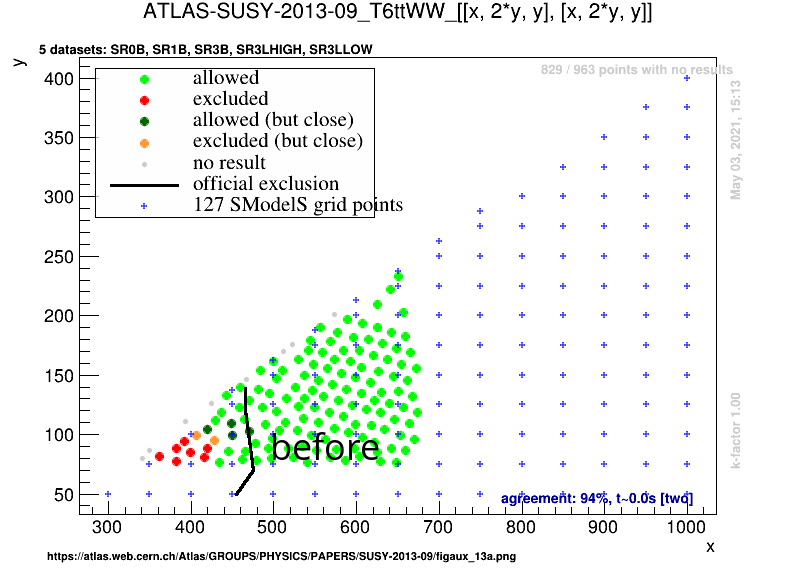 ATLAS-SUSY-2013-09_T6ttWW_[[x, 2*y, y], [x, 2*y, y]]
5 datasets: SR0B, SR1B, SR3B, SR3LHIGH, SR3LLOW
y
829 / 963 points with no results
allowed
excluded
allowed (but close)
excluded (but close)
no result
official exclusion
127 SModelS grid points
May 03, 2021, 15:13
k-factor 1.00
400
350
300
250
200
150
100
50
before
agreement: 94%, t~0.0s [two]
300 400 500 600 700 800 900 1000
x
https://atlas.web.cern.ch/Atlas/GROUPS/PHYSICS/PAPERS/SUSY-2013-09/figaux_13a.png